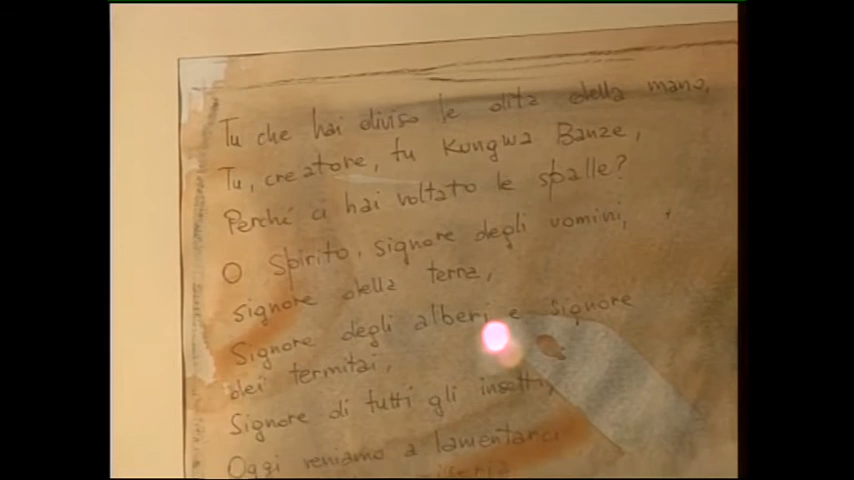 Tu che hai diviso le dita della mano,
Tu, creatore, tu Kungwa Banze,
Perché ci hai voltato le spalle?
O Spirito, signore degli uomini,
signore della terra,
Signore degli alberi e signore
dei termitai,
Signore di tutti gli insetti,
Oggi veniamo a lamentarci